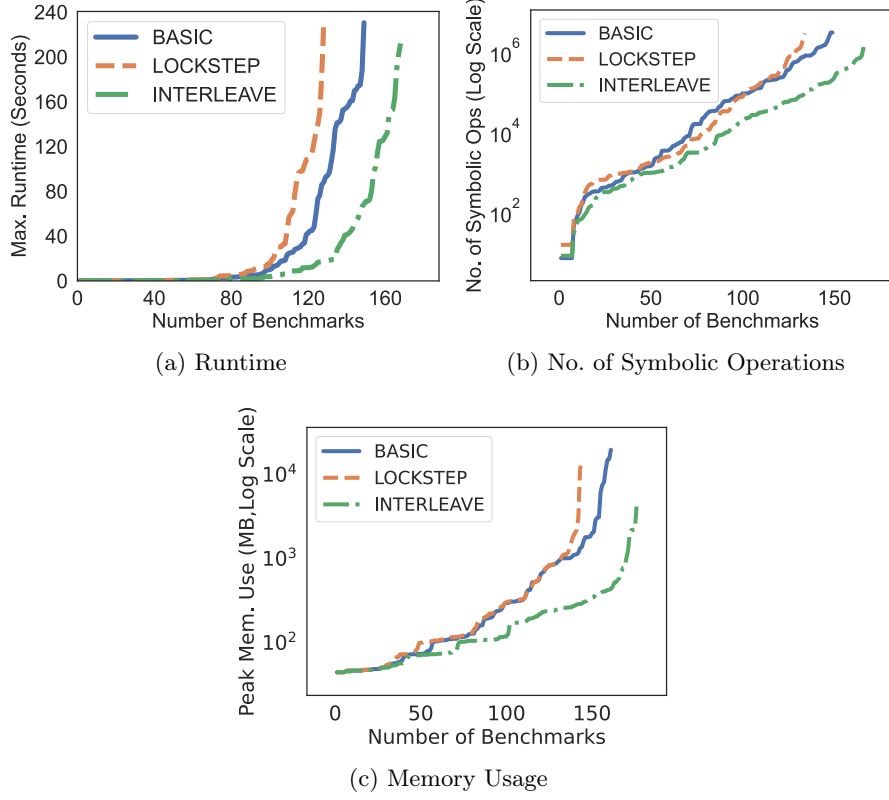 240
200
160
120
80
40
0
Max. Runtime (Seconds)
BASIC
LOCKSTEP
INTERLEAVE
0 40 80 120 160
Number of Benchmarks
(a) Runtime
10^6
10^4
10^2
No. of Symbolic Ops (Log Scale)
BASIC
LOCKSTEP
INTERLEAVE
0 50 100 150
Number of Benchmarks
(b) No. of Symbolic Operations
10^4
10^3
10^2
Peak Mem. Use (MB,Log Scale)
BASIC
LOCKSTEP
INTERLEAVE
0 50 100 150
Number of Benchmarks
(c) Memory Usage